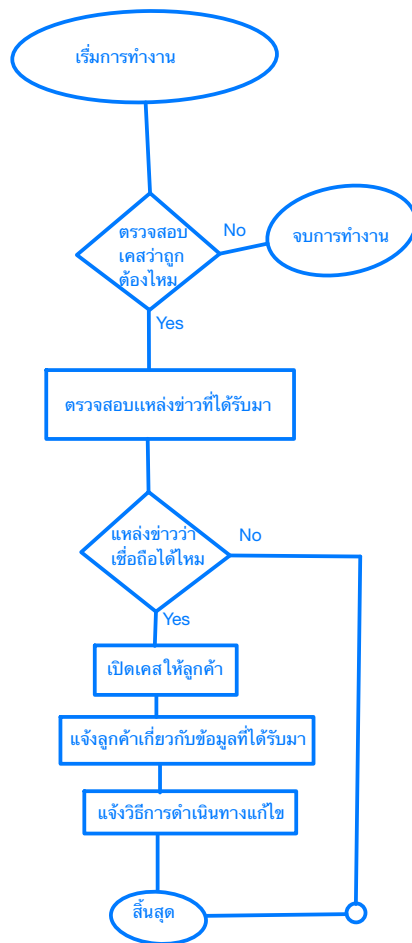 เริ่มการทำงาน
ตรวจสอบ
เคสว่าถูก
ต้องไหม
No
จบการทำงาน
Yes
ตรวจสอบแหล่งข่าวที่ได้รับมา
แหล่งข่าวว่า
เชื่อถือได้ไหม
No
Yes
เปิดเคสให้ลูกค้า
แจ้งลูกค้าเกี่ยวกับข้อมูลที่ได้รับมา
แจ้งวิธีการดำเนินทางแก้ไข
สิ้นสุด